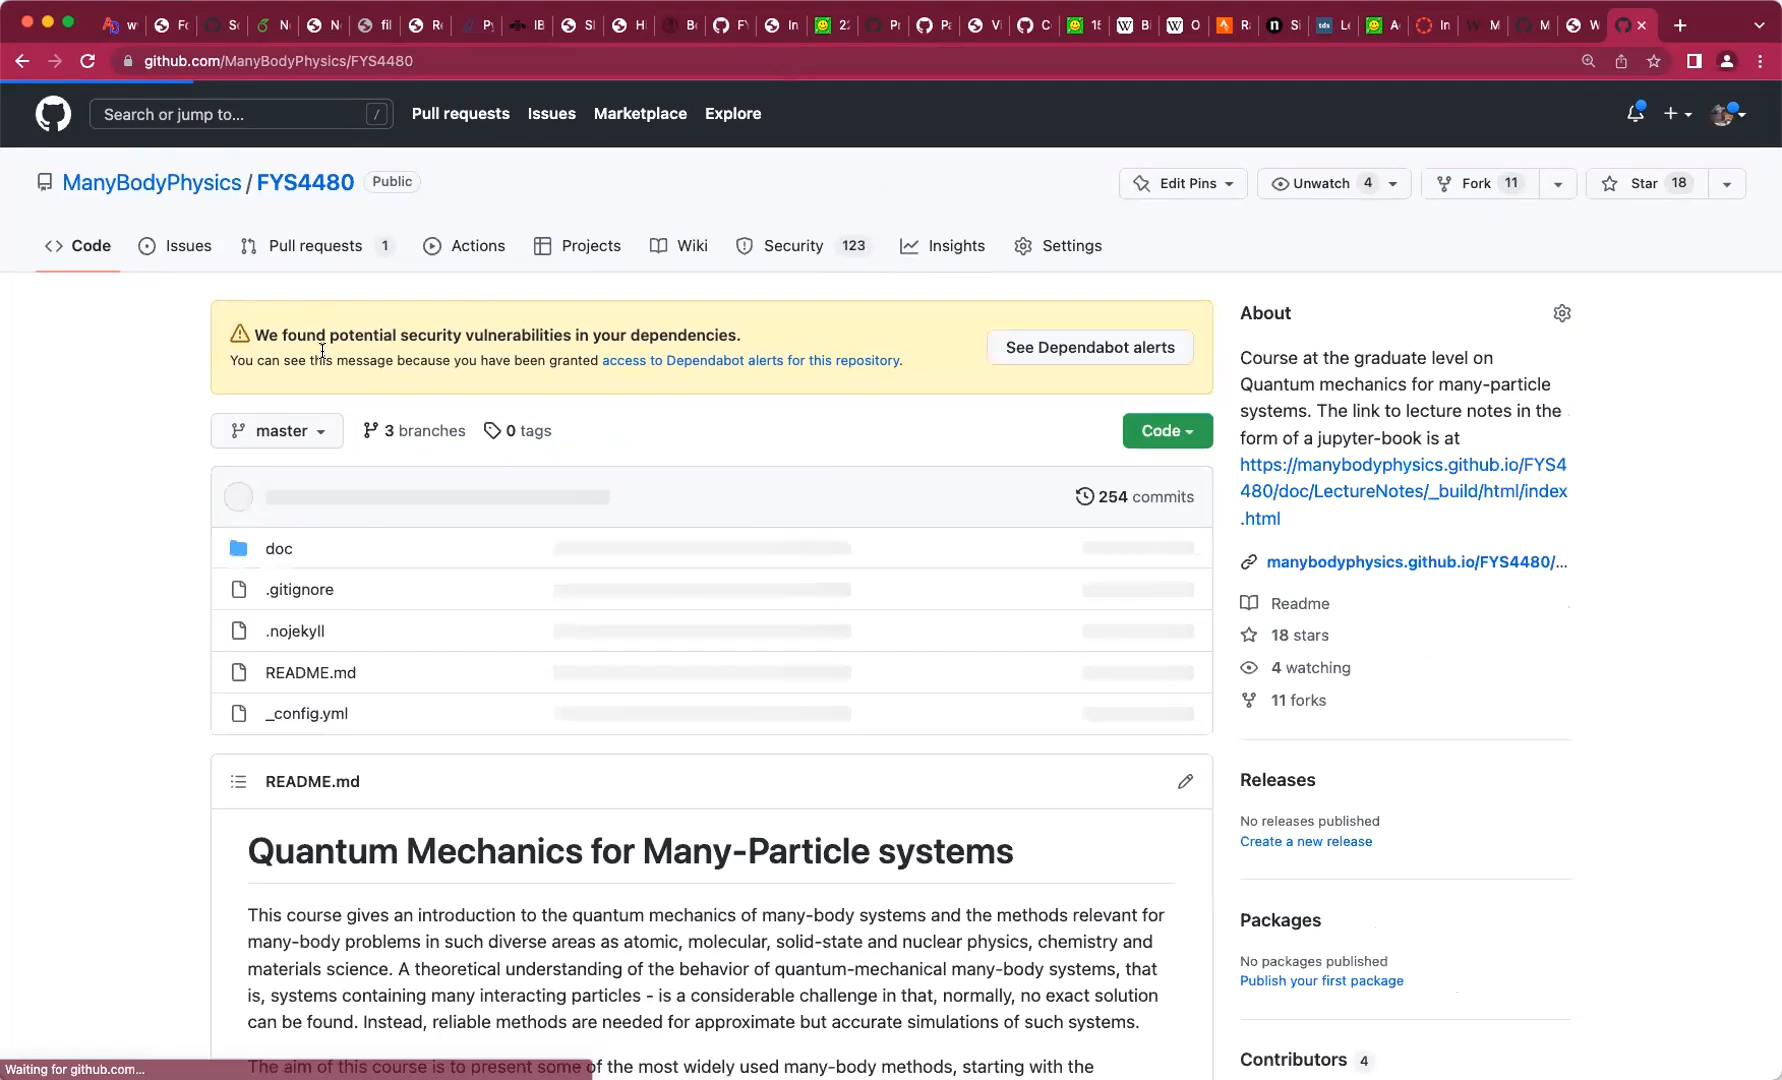 github.com/ManyBodyPhysics/FYS4480
Search or jump to... /
Pull requests Issues Marketplace Explore
ManyBodyPhysics / FYS4480 Public
Edit Pins Unwatch 4 Fork 11 Star 18
Code Issues Pull requests 1 Actions Projects Wiki Security 123 Insights Settings
We found potential security vulnerabilities in your dependencies.
You can see this message because you have been granted access to Dependabot alerts for this repository.
See Dependabot alerts
master 3 branches 0 tags
Code
254 commits
doc
.gitignore
.nojekyll
README.md
_config.yml
README.md
Quantum Mechanics for Many-Particle systems
This course gives an introduction to the quantum mechanics of many-body systems and the methods relevant for
many-body problems in such diverse areas as atomic, molecular, solid-state and nuclear physics, chemistry and
materials science. A theoretical understanding of the behavior of quantum-mechanical many-body systems, that
is, systems containing many interacting particles - is a considerable challenge in that, normally, no exact solution
can be found. Instead, reliable methods are needed for approximate but accurate simulations of such systems.
The aim of this course is to present some of the most widely used many-body methods, starting with the
About
Course at the graduate level on
Quantum mechanics for many-particle
systems. The link to lecture notes in the
form of a jupyter-book is at
https://manybodyphysics.github.io/FYS4
480/doc/LectureNotes/_build/html/index
.html
manybodyphysics.github.io/FYS4480/...
Readme
18 stars
4 watching
11 forks
Releases
No releases published
Create a new release
Packages
No packages published
Publish your first package
Contributors 4
Waiting for github.com...